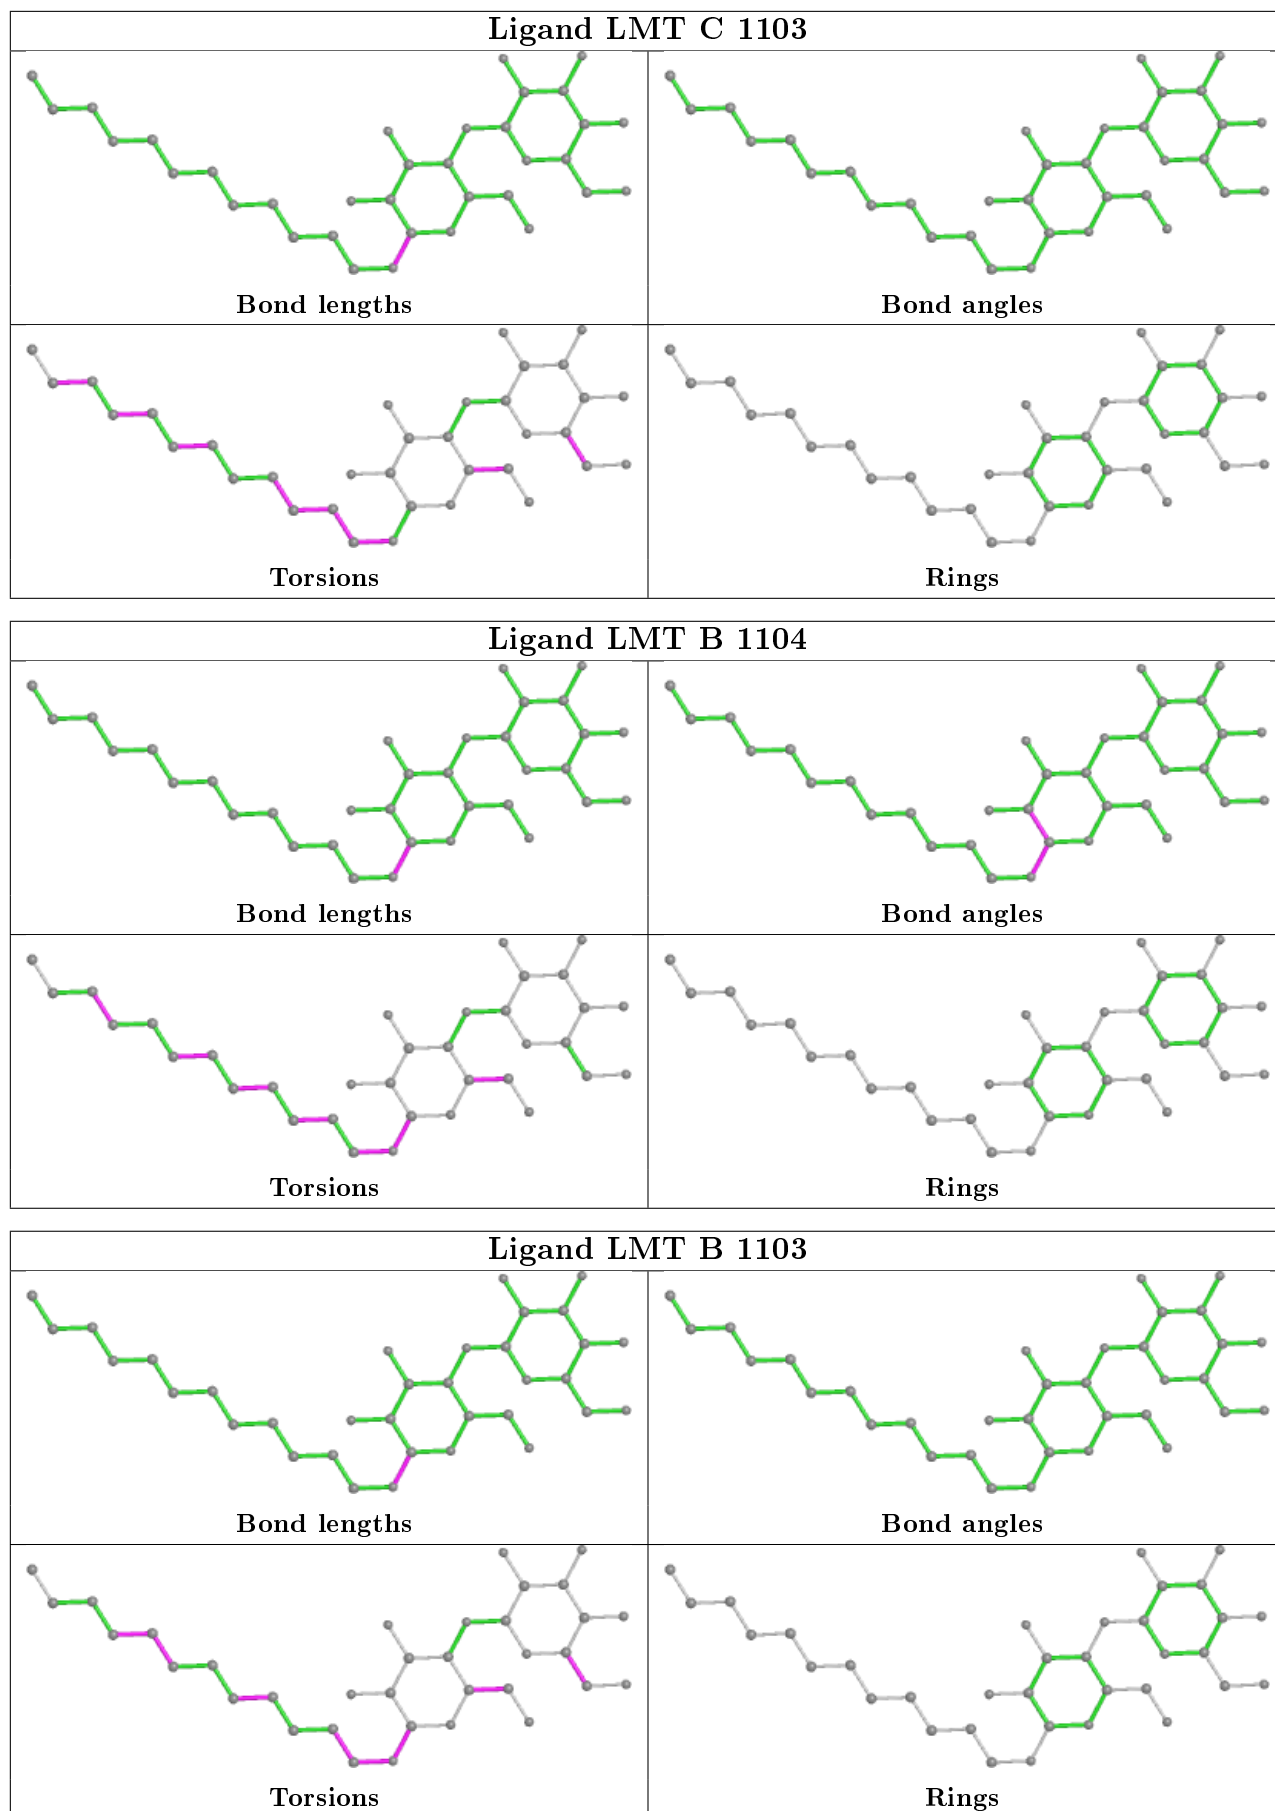 Ligand LMT C 1103
Bond lengths
Bond angles
Torsions
Rings
Ligand LMT B 1104
Bond lengths
Bond angles
Torsions
Rings
Ligand LMT B 1103
Bond lengths
Bond angles
Torsions
Rings